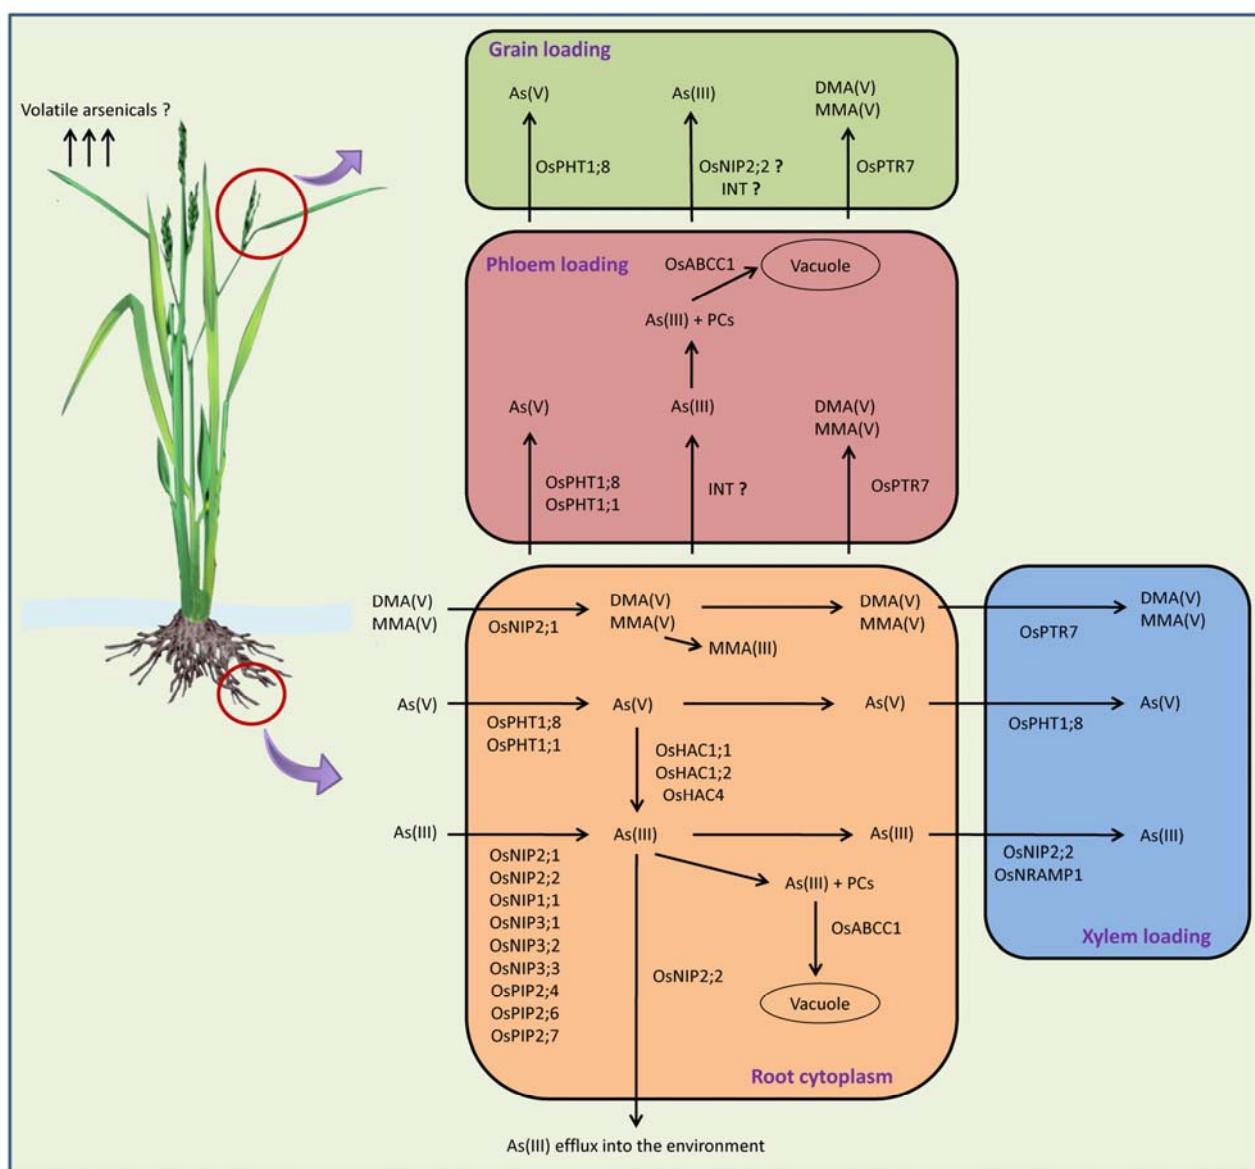 Grain loading
Volatile arsenicals ?
As(V)
As(III)
DMA(V)
MMA(V)
OsPHT1;8
OsNIP2;2 ?
INT ?
OsPTR7
Phloem loading
OsABCC1
Vacuole
As(III) + PCs
As(V)
As(III)
DMA(V)
MMA(V)
OsPHT1;8
OsPHT1;1
INT ?
OsPTR7
DMA(V)
MMA(V)
OsNIP2;1
DMA(V)
MMA(V)
MMA(III)
DMA(V)
MMA(V)
OsPTR7
DMA(V)
MMA(V)
As(V)
OsPHT1;8
OsPHT1;1
As(V)
As(V)
OsPHT1;8
As(V)
OsHAC1;1
OsHAC1;2
OsHAC4
As(III)
As(III)
As(III)
OsNIP2;2
OsNRAMP1
As(III)
OsNIP2;1
OsNIP2;2
OsNIP1;1
OsNIP3;1
OsNIP3;2
OsNIP3;3
OsPIP2;4
OsPIP2;6
OsPIP2;7
As(III) + PCs
OsABCC1
OsNIP2;2
Vacuole
Xylem loading
Root cytoplasm
As(III) efflux into the environment